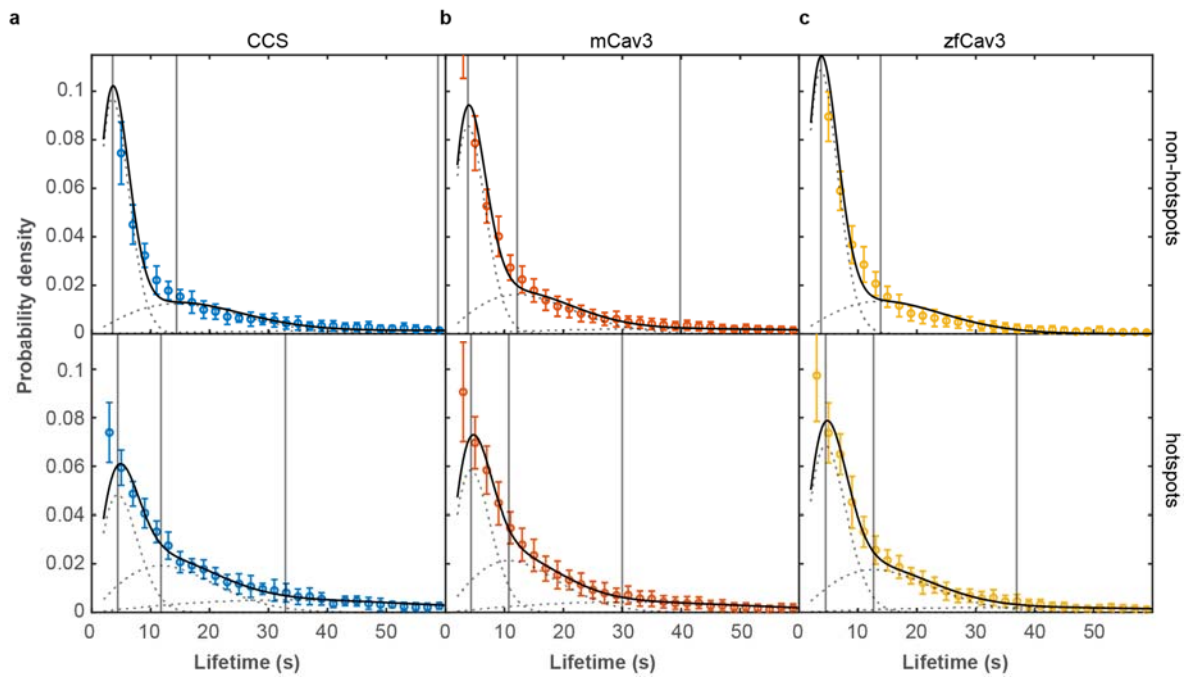 a b c
CCS mCav3 zfCav3
0.1
0.08
0.06
0.04
0.02
0
non-hotspots
Probability density
0.1
0.08
0.06
0.04
0.02
0
hotspots
0 10 20 30 40 50 0 10 20 30 40 50 0 10 20 30 40 50
Lifetime (s) Lifetime (s) Lifetime (s)